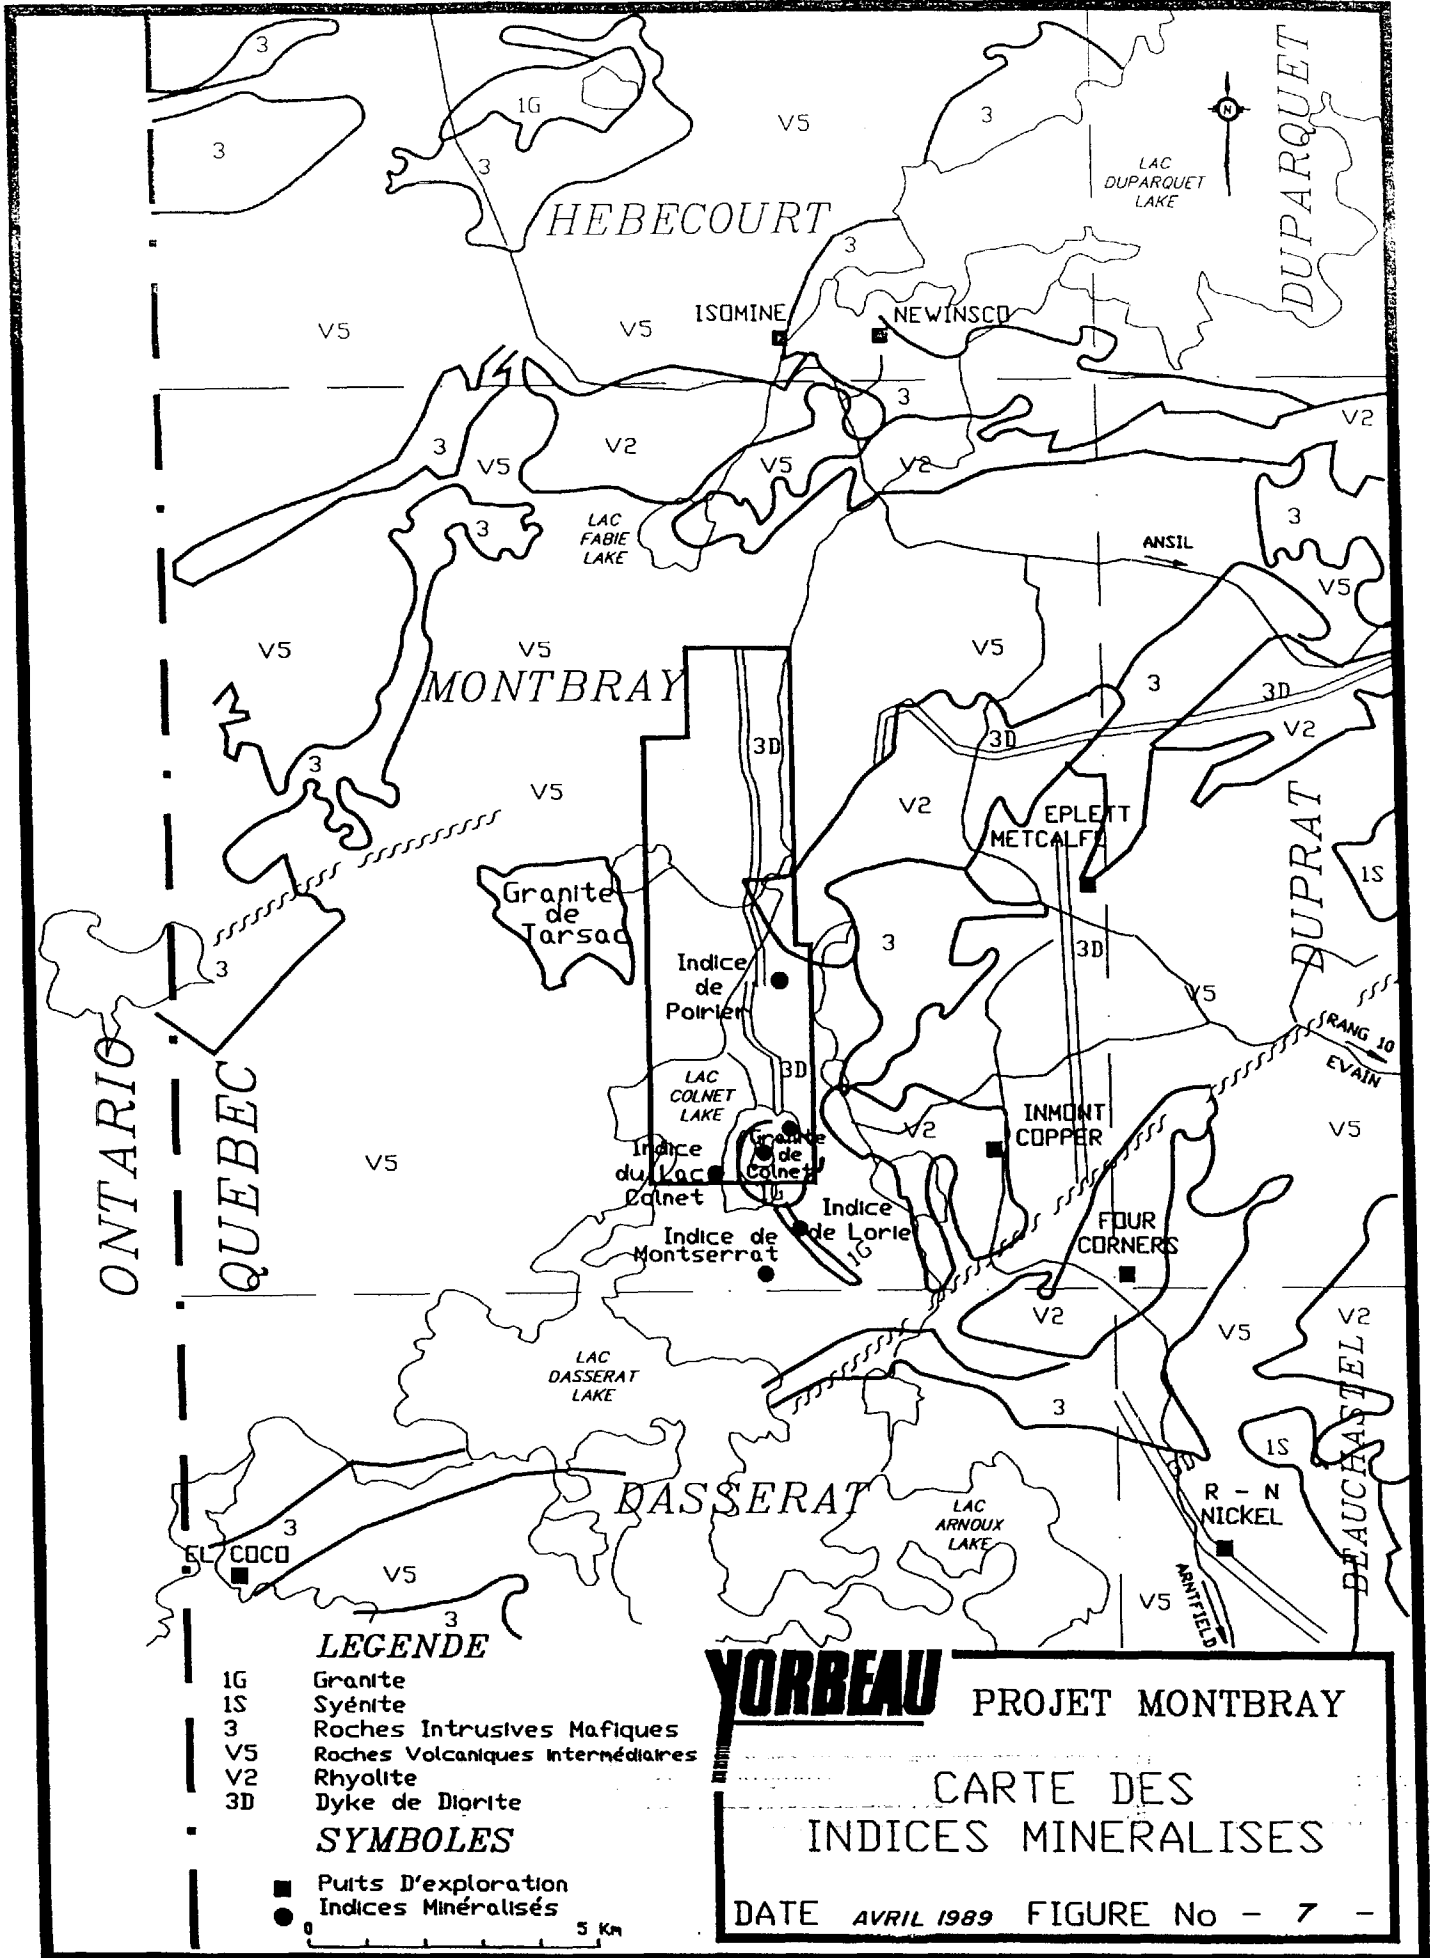 3
1G
3
3
3
V5
3
LAC
DUPARQUET
LAKE
N
DUPARQUET
HEBECOURT
3
ISOMINE
NEWINSCO
V5
V5
3
3
V2
V5
V5
V2
V2
3
LAC
FABIE
LAKE
3
ANSIL
V5
V5
V5
V5
MONTBRAY
3
3D
V2
3
3D
3D
V5
V2
EPLETT
METCALFE
DUPRAT
1S
Granite
de
Tarsac
3
3D
3
Indice
de
Poirier
V5
RANG 10
EVAIN
3D
LAC
COLNET
LAKE
ONTARIO
QUEBEC
V5
V2
INMONT
COPPER
V5
Granite
de
Colnet
1G
Indice
du Lac
Colnet
Indice
de Lorie
Indice de
Montserrat
1G
FOUR
CORNERS
V2
V5
V2
LAC
DASSERAT
LAKE
BEAUCHASTEL
3
1S
3D
DASSERAT
LAC
ARNOUX
LAKE
R - N
NICKEL
3
EL COCO
V5
3
V5
ARNTFIELD
LEGENDE
1G Granite
1S Syénite
3 Roches Intrusives Mafiques
V5 Roches Volcaniques intermédiaires
V2 Rhyolite
3D Dyke de Diorite
SYMBOLES
Puits D'exploration
Indices Minéralisés
0 5 Km
YORBEAU
PROJET MONTBRAY
CARTE DES
INDICES MINERALISES
DATE AVRIL 1989 FIGURE No - 7 -